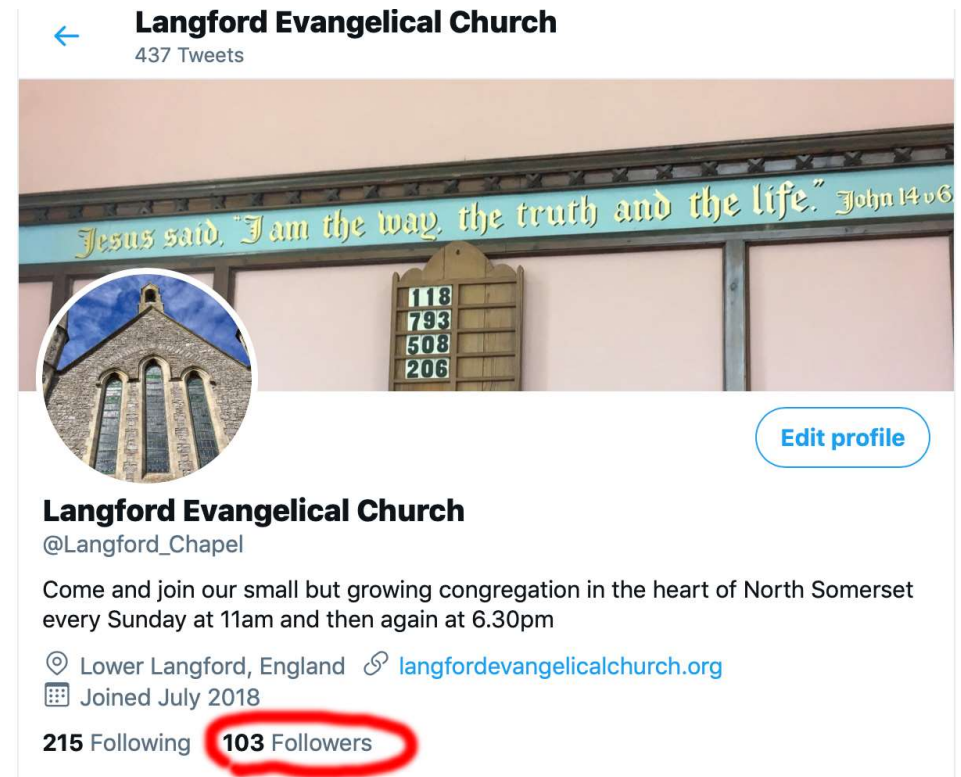 Langford Evangelical Church
437 Tweets
Jesus said, "I am the way, the truth and the life." John 14 v 6
118
793
508
206
Edit profile
Langford Evangelical Church
@Langford_Chapel
Come and join our small but growing congregation in the heart of North Somerset
every Sunday at 11am and then again at 6.30pm
Lower Langford, England langfordevangelicalchurch.org
Joined July 2018
215 Following 103 Followers